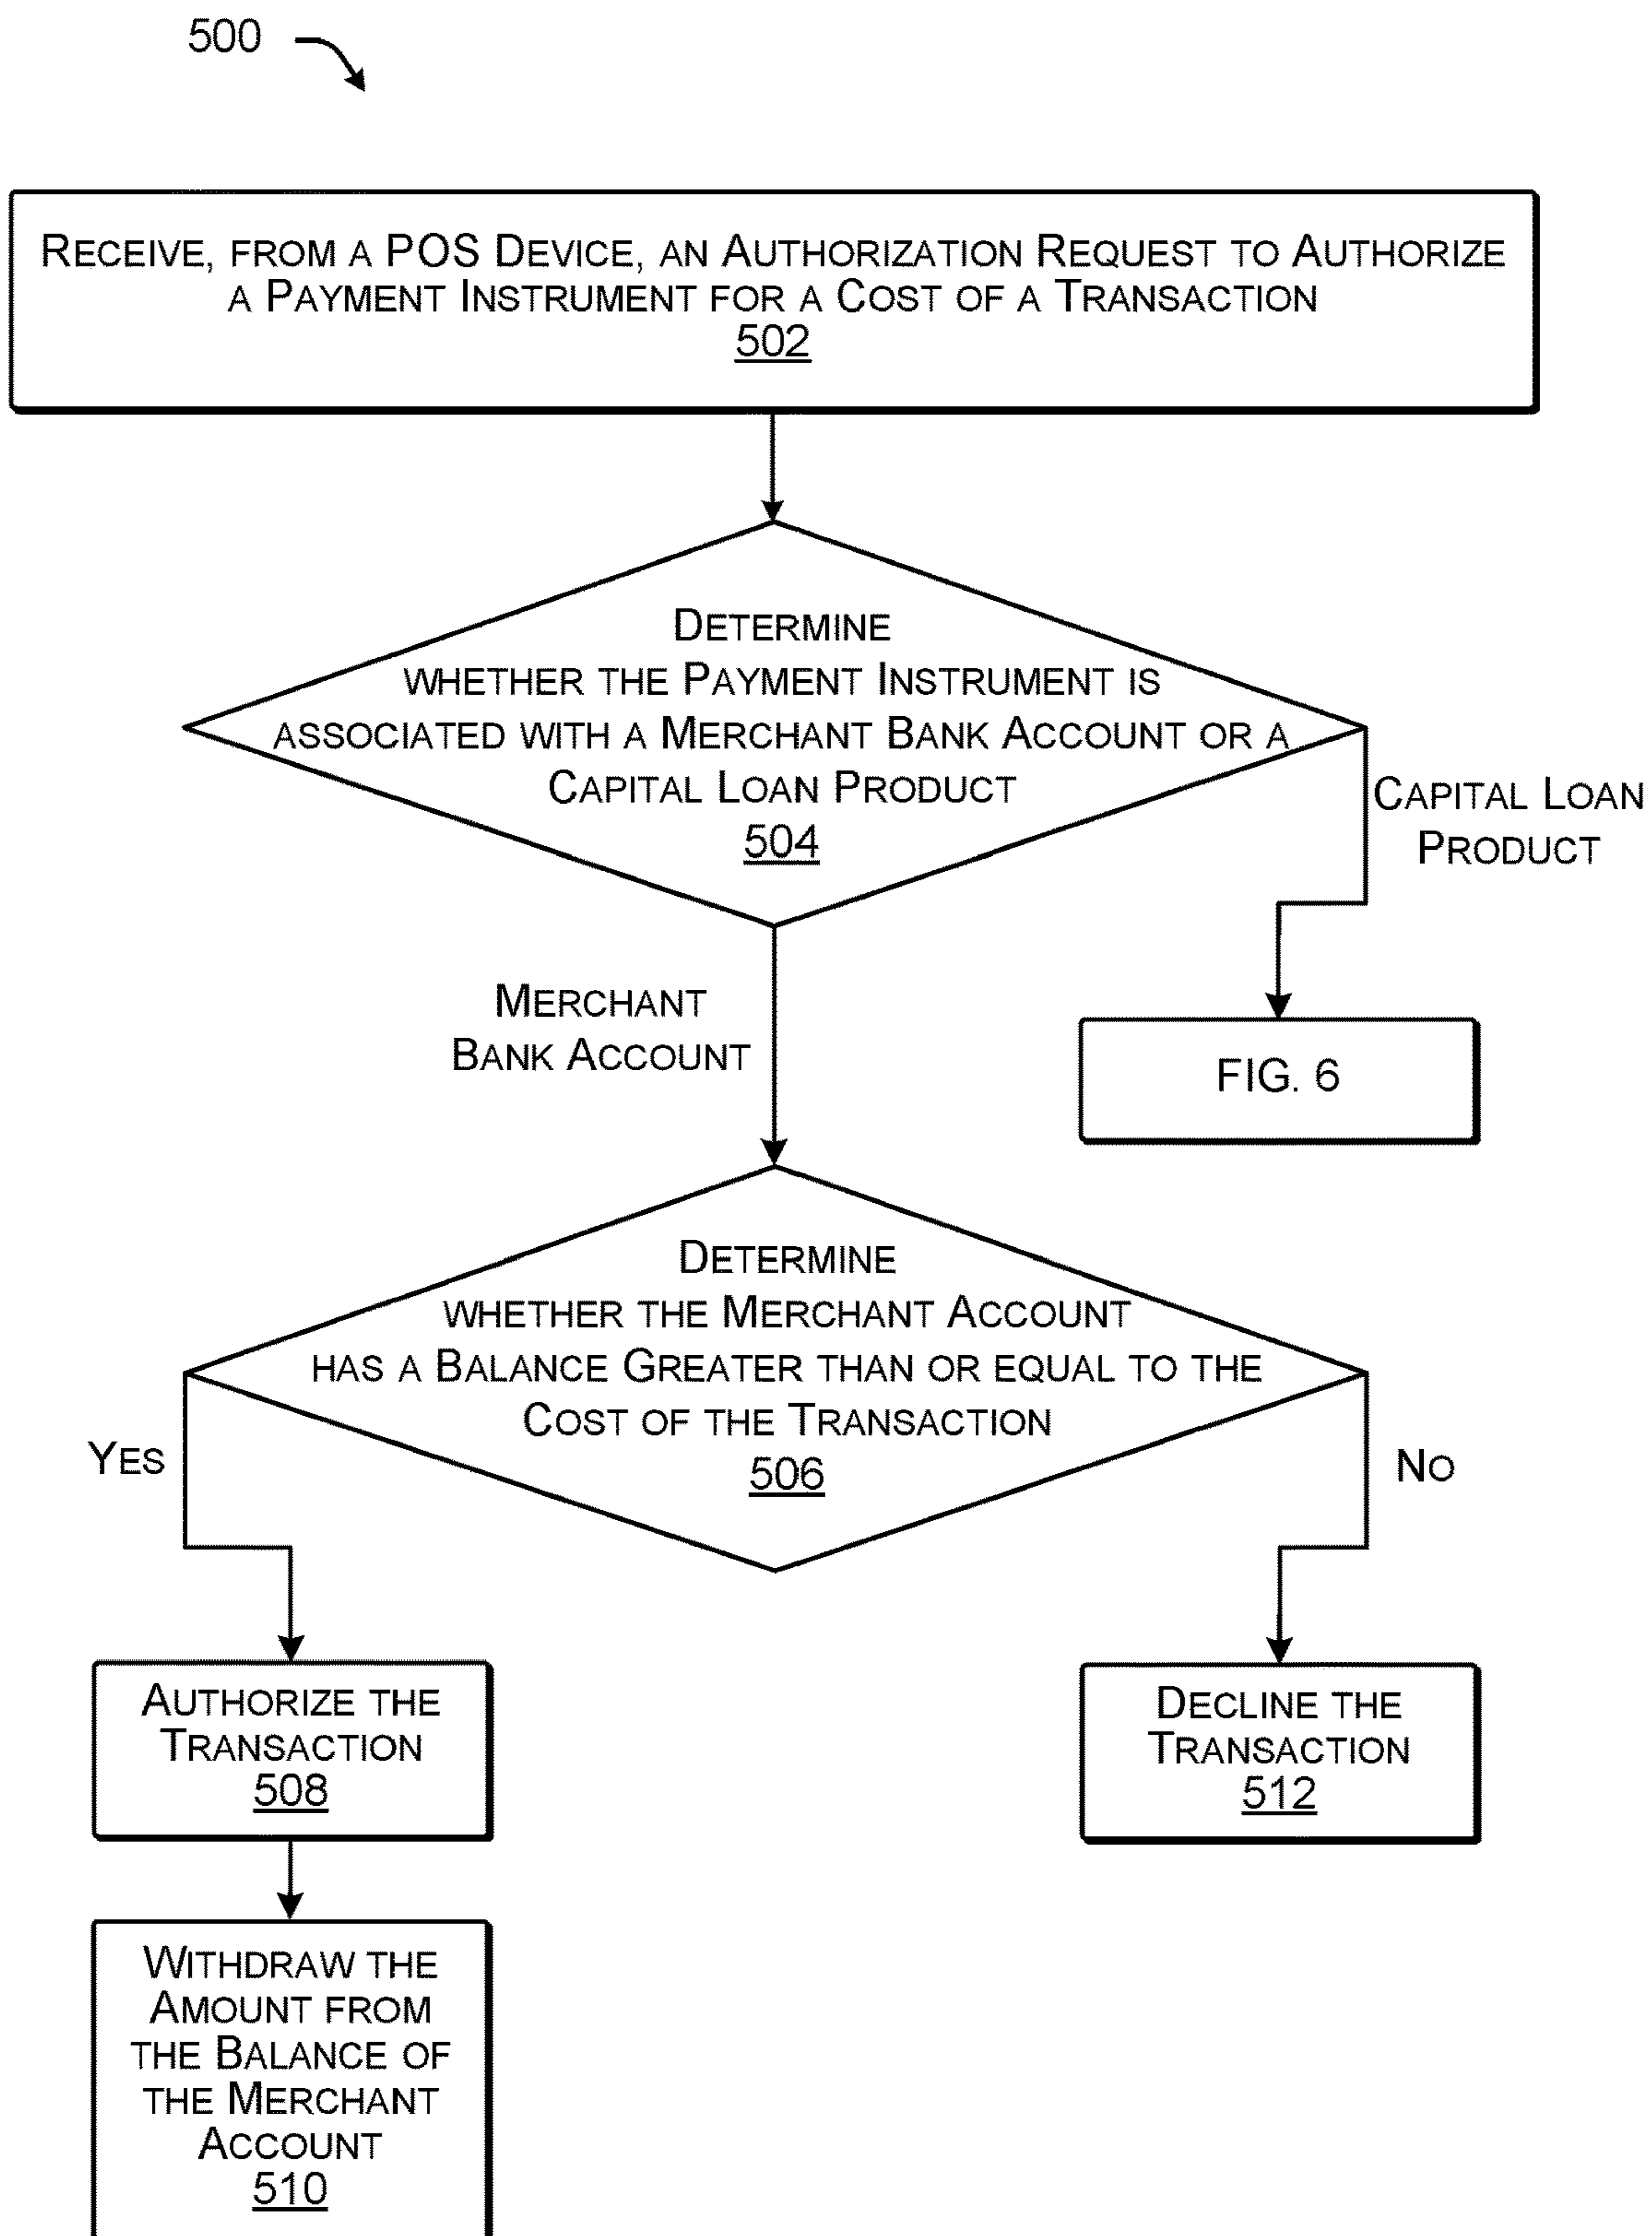 500
RECEIVE, FROM A POS DEVICE, AN AUTHORIZATION REQUEST TO AUTHORIZE
A PAYMENT INSTRUMENT FOR A COST OF A TRANSACTION
502
DETERMINE
WHETHER THE PAYMENT INSTRUMENT IS
ASSOCIATED WITH A MERCHANT BANK ACCOUNT OR A
CAPITAL LOAN PRODUCT
504
CAPITAL LOAN
PRODUCT
MERCHANT
BANK ACCOUNT
FIG. 6
DETERMINE
WHETHER THE MERCHANT ACCOUNT
HAS A BALANCE GREATER THAN OR EQUAL TO THE
COST OF THE TRANSACTION
506
YES
NO
AUTHORIZE THE
TRANSACTION
508
DECLINE THE
TRANSACTION
512
WITHDRAW THE
AMOUNT FROM
THE BALANCE OF
THE MERCHANT
ACCOUNT
510